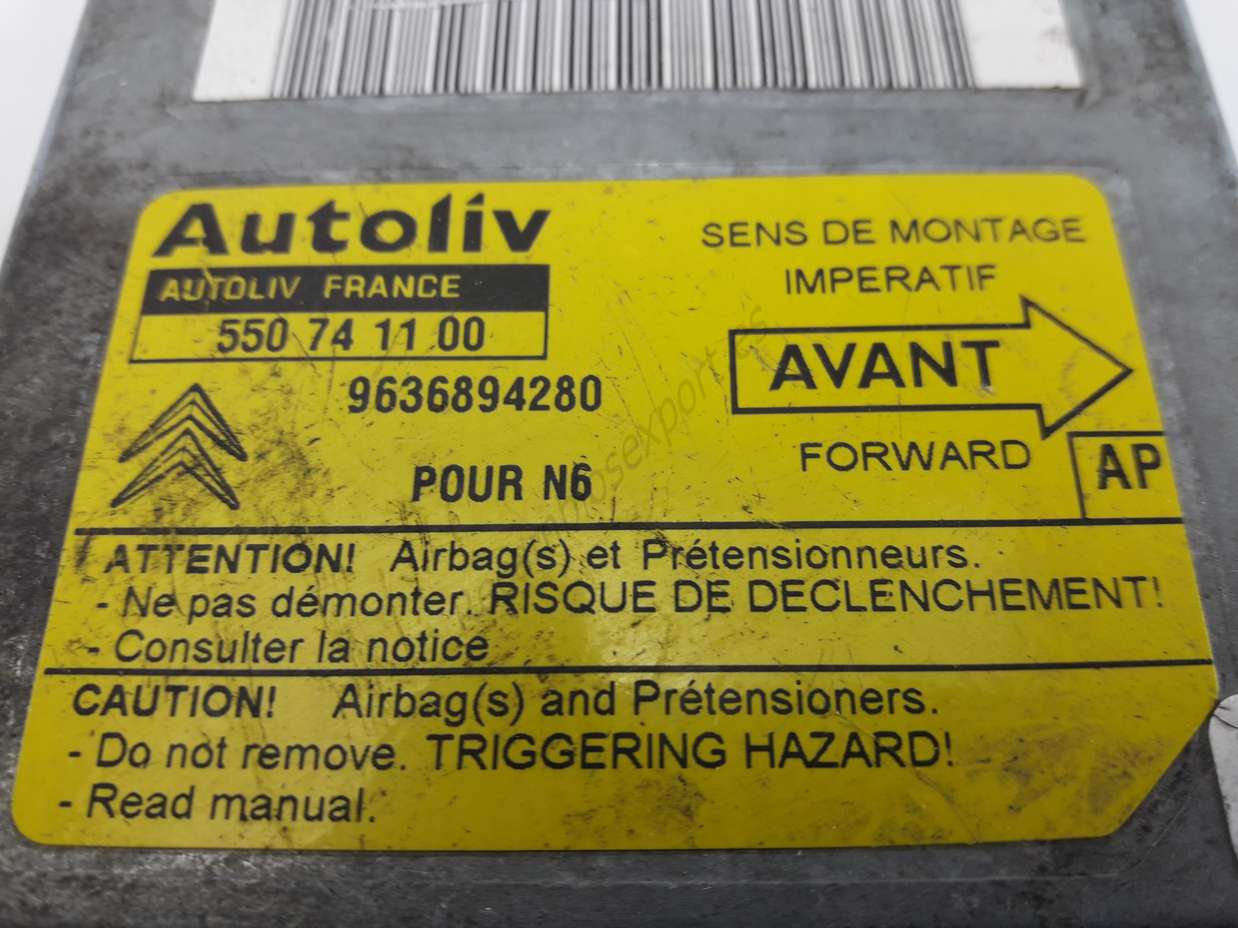 Autoliv
AUTOLIV FRANCE
550 74 11 00
9636894280
POUR N6
SENS DE MONTAGE
IMPERATIF
AVANT
FORWARD
AP
ATTENTION! Airbag(s) et Prétensionneurs.
- Ne pas démonter. RISQUE DE DECLENCHEMENT!
- Consulter la notice
CAUTION! Airbag(s) and Prétensioners.
- Do not remove. TRIGGERING HAZARD!
- Read manual.